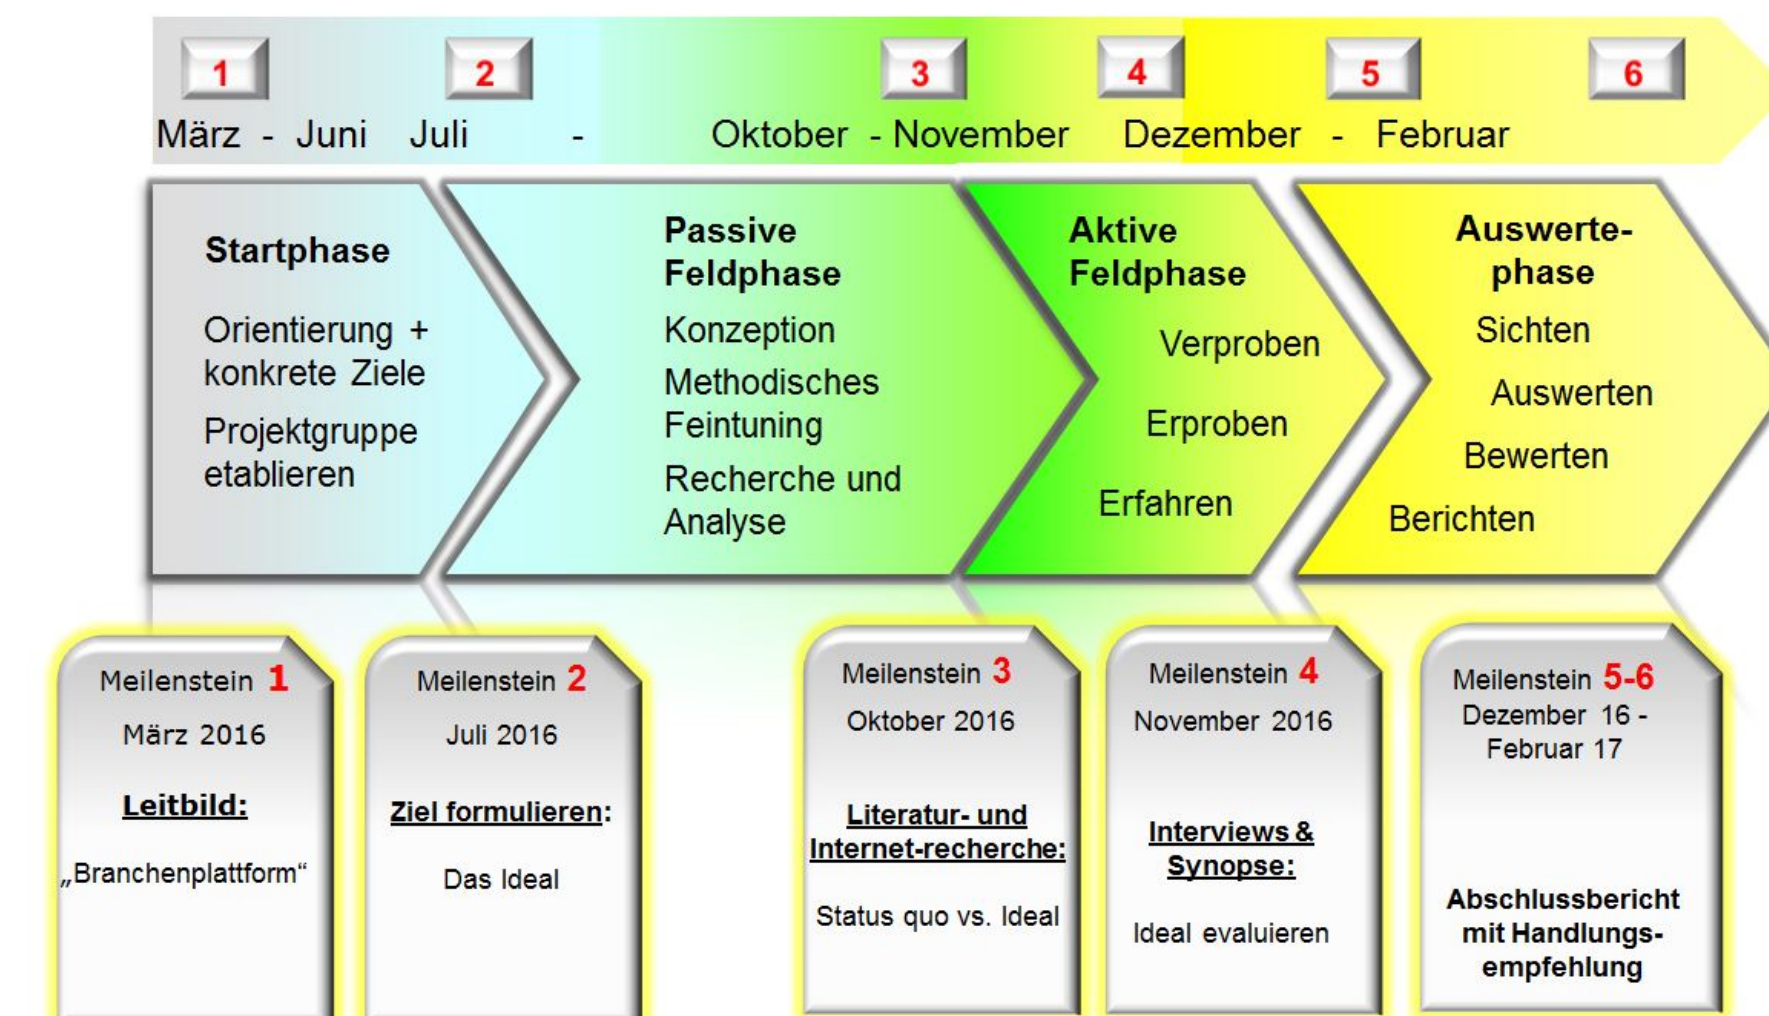 1 2 3 4 5 6
März - Juni Juli - Oktober - November Dezember - Februar
Startphase
Orientierung +
konkrete Ziele
Projektgruppe
etablieren
Passive
Feldphase
Konzeption
Methodisches
Feintuning
Recherche und
Analyse
Aktive
Feldphase
Verproben
Erproben
Erfahren
Auswerte-
phase
Sichten
Auswerten
Bewerten
Berichten
Meilenstein 1
März 2016
Leitbild:
„Branchenplattform“
Meilenstein 2
Juli 2016
Ziel formulieren:
Das Ideal
Meilenstein 3
Oktober 2016
Literatur- und
Internet-recherche:
Status quo vs. Ideal
Meilenstein 4
November 2016
Interviews &
Synopse:
Ideal evaluieren
Meilenstein 5-6
Dezember 16 -
Februar 17
Abschlussbericht
mit Handlungs-
empfehlung